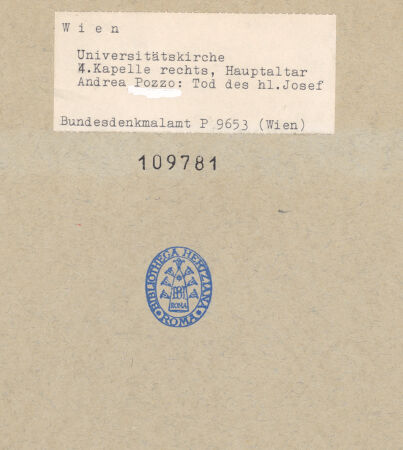 Wien
Universitätskirche
4.Kapelle rechts, Hauptaltar
Andrea Pozzo: Tod des hl.Josef
Bundesdenkmalamt P 9653 (Wien)
109781
BIBLIOTHECA HERTZIANA
ROMA
ROMA